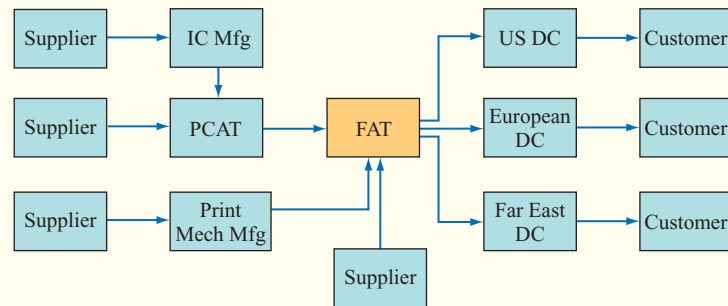 Supplier
IC Mfg
US DC
Customer
Supplier
PCAT
FAT
European
DC
Customer
Supplier
Print
Mech Mfg
Far East
DC
Customer
Supplier